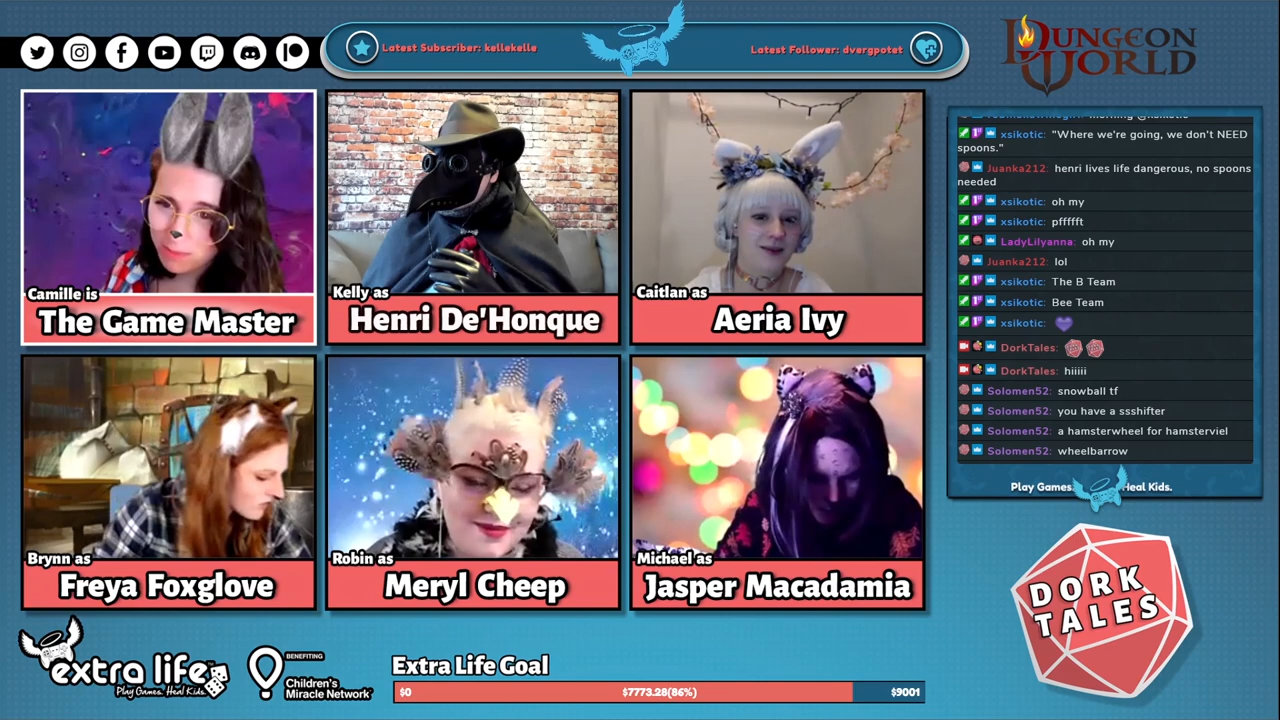 Latest Subscriber: kellekelle
Latest Follower: dvergpotet
DUNGEON
WORLD
Camille is
The Game Master
Kelly as
Henri De'Honque
Caitlan as
Aeria Ivy
Brynn as
Freya Foxglove
Robin as
Meryl Cheep
Michael as
Jasper Macadamia
xsikotic: "Where we're going, we don't NEED
spoons."
Juanka212: henri lives life dangerous, no spoons
needed
xsikotic: oh my
xsikotic: pffffft
LadyLilyanna: oh my
Juanka212: lol
xsikotic: The B Team
xsikotic: Bee Team
xsikotic:
DorkTales:
DorkTales: hiiiii
Solomen52: snowball tf
Solomen52: you have a ssshifter
Solomen52: a hamsterwheel for hamsterviel
Solomen52: wheelbarrow
Play Games. Heal Kids.
DORK
TALES
extra life
Play Games. Heal Kids.
BENEFITING
Children's
Miracle Network
Extra Life Goal
$0 $7773.28(86%) $9001